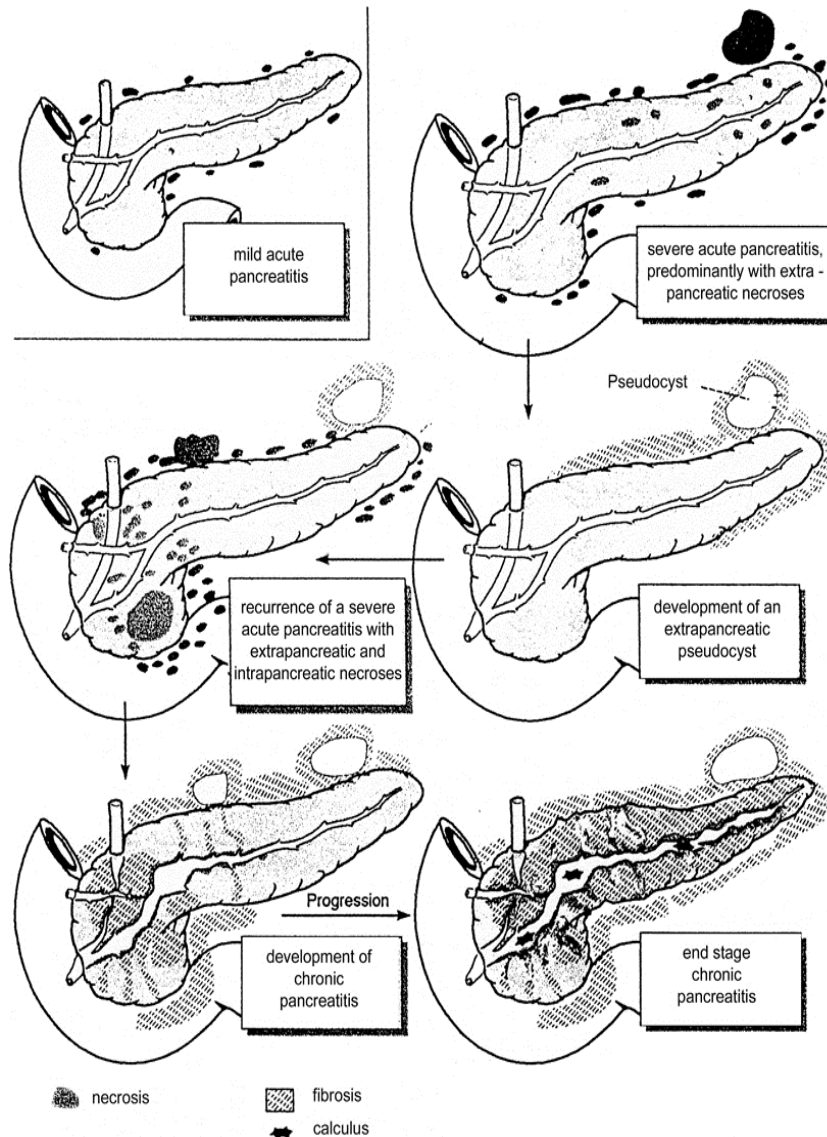 mild acute
pancreatitis
severe acute pancreatitis,
predominantly with extra -
pancreatic necroses
Pseudocyst
recurrence of a severe
acute pancreatitis with
extrapancreatic and
intrapancreatic necroses
development of an
extrapancreatic
pseudocyst
Progression
development of
chronic
pancreatitis
end stage
chronic
pancreatitis
necrosis
fibrosis
calculus